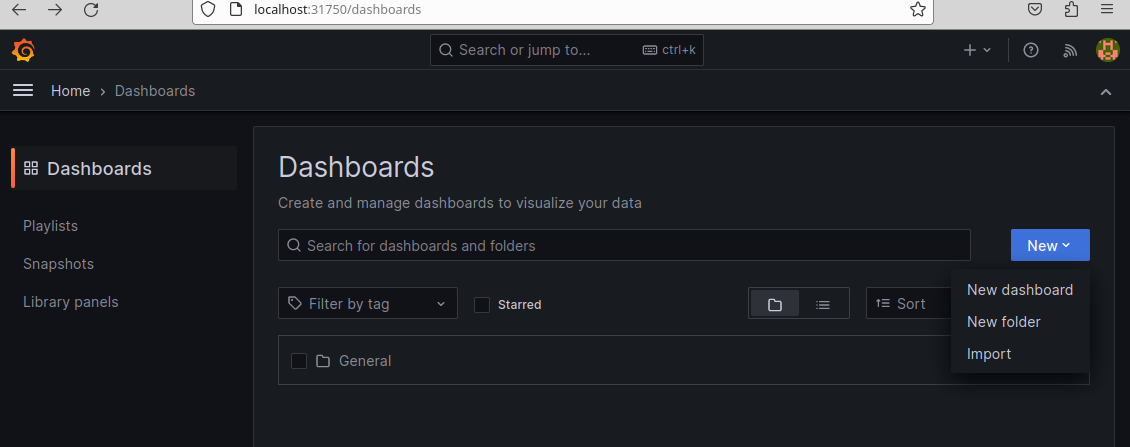 localhost:31750/dashboards
Search or jump to... ctrl+k
Home › Dashboards
Dashboards
Playlists
Snapshots
Library panels
Dashboards
Create and manage dashboards to visualize your data
Search for dashboards and folders
New
New dashboard
New folder
Import
Filter by tag
Starred
Sort
General